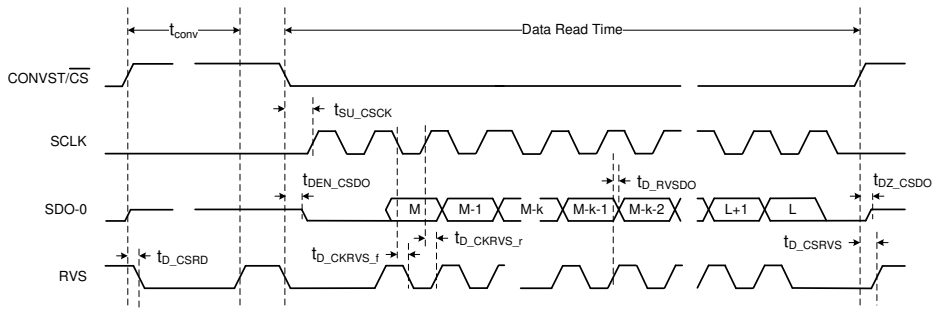 t_conv
Data Read Time
CONVST/C̅S̅
t_SU_CSCK
SCLK
t_DEN_CSDO
t_D_RVSDO
t_DZ_CSDO
SDO-0
M M-1 M-k M-k-1 M-k-2 L+1 L
t_D_CKRVS_r
t_D_CSRVS
t_D_CSRD
t_D_CKRVS_f
RVS